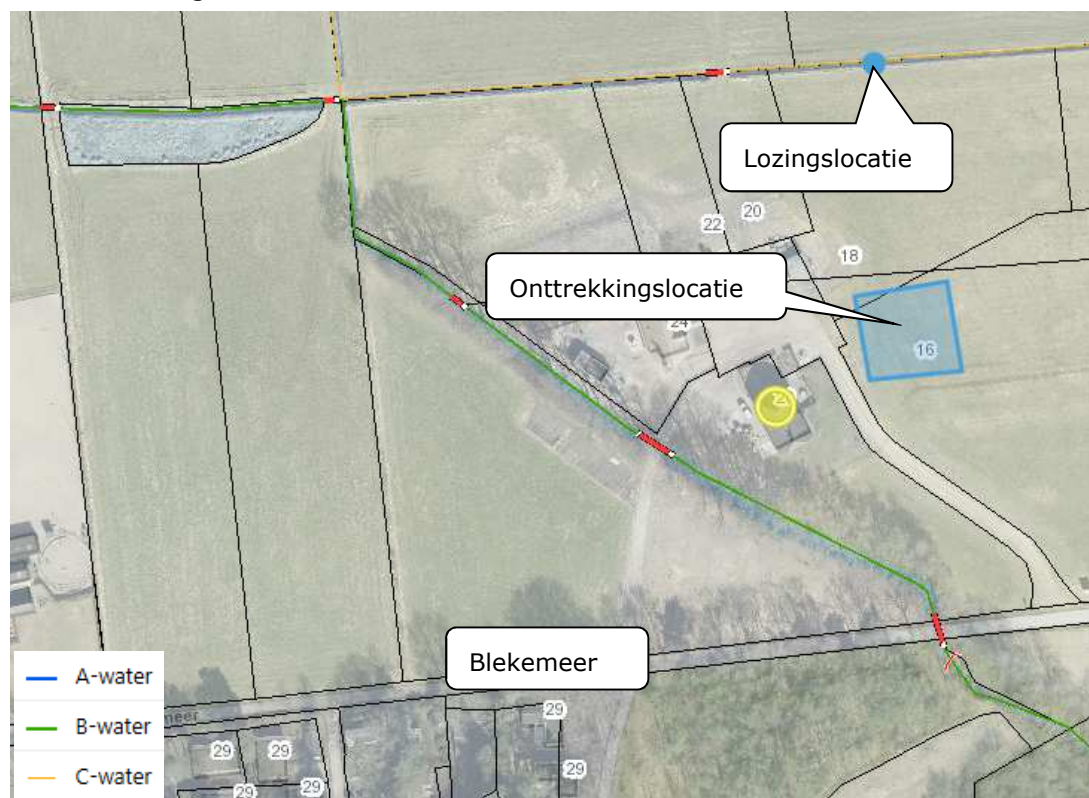 Lozingslocatie
20
22
18
Onttrekkingslocatie
24
16
Blekemeer
A-water
meer
B-water
29
29
29
29
29
29
C-water